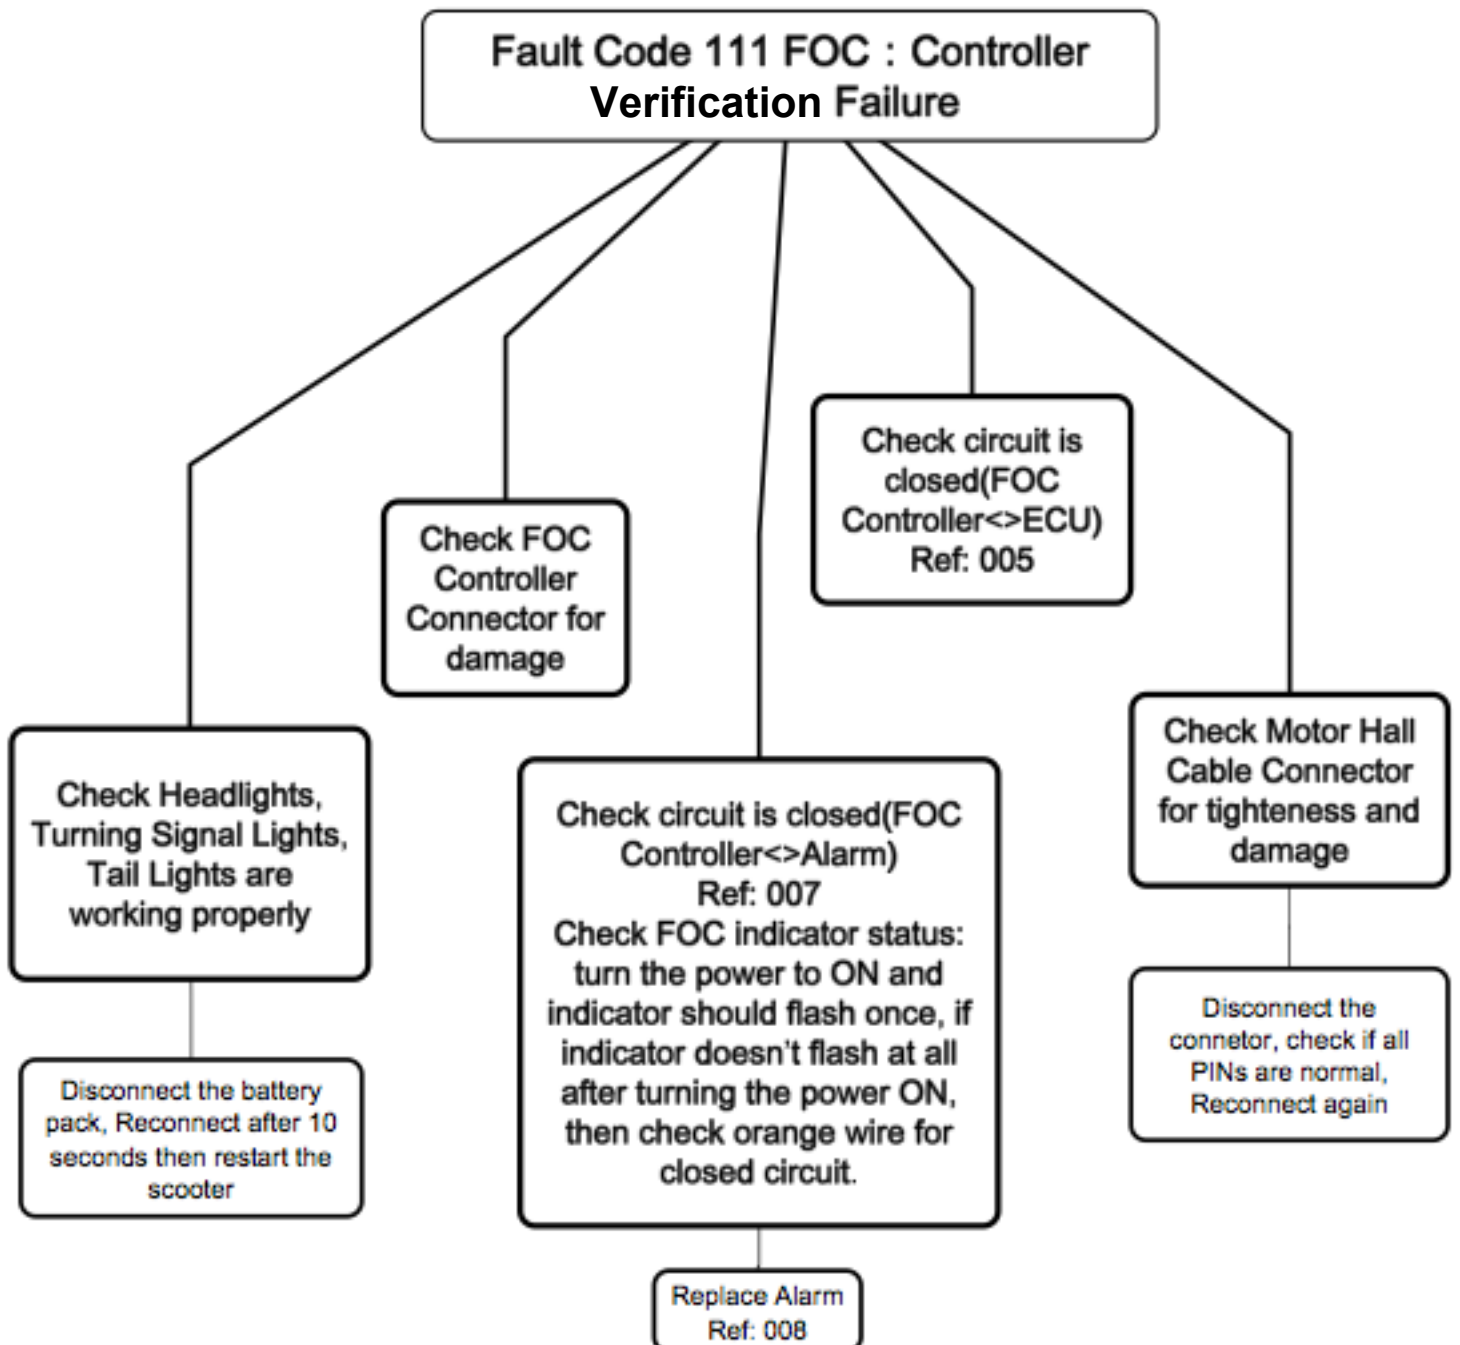 Fault Code 111 FOC : Controller
Verification Failure
Check Headlights,
Turning Signal Lights,
Tail Lights are
working properly
Disconnect the battery
pack, Reconnect after 10
seconds then restart the
scooter
Check FOC
Controller
Connector for
damage
Check circuit is closed(FOC
Controller<>Alarm)
Ref: 007
Check FOC indicator status:
turn the power to ON and
indicator should flash once, if
indicator doesn't flash at all
after turning the power ON,
then check orange wire for
closed circuit.
Replace Alarm
Ref: 008
Check circuit is
closed(FOC
Controller<>ECU)
Ref: 005
Check Motor Hall
Cable Connector
for tighteness and
damage
Disconnect the
connetor, check if all
PINs are normal,
Reconnect again